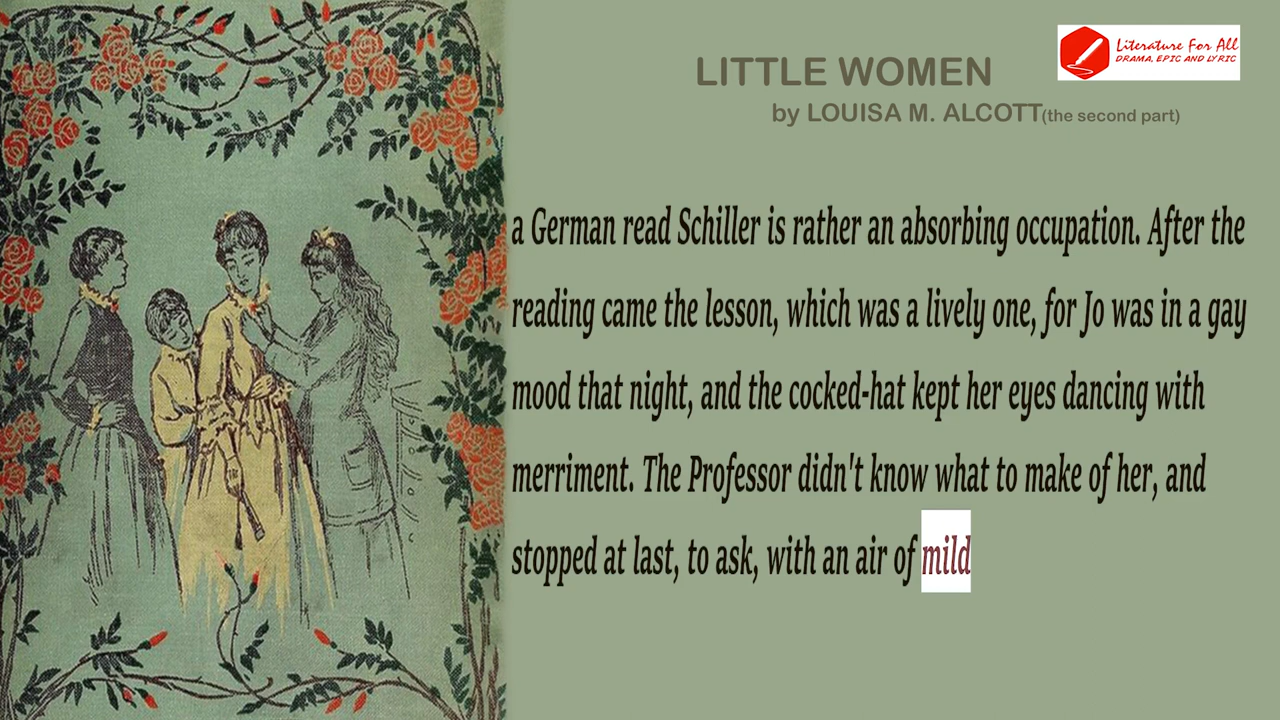 LITTLE WOMEN
by LOUISA M. ALCOTT(the second part)
Literature For All
DRAMA, EPIC AND LYRIC
a German read Schiller is rather an absorbing occupation. After the
reading came the lesson, which was a lively one, for Jo was in a gay
mood that night, and the cocked-hat kept her eyes dancing with
merriment. The Professor didn't know what to make of her, and
stopped at last, to ask, with an air of mild